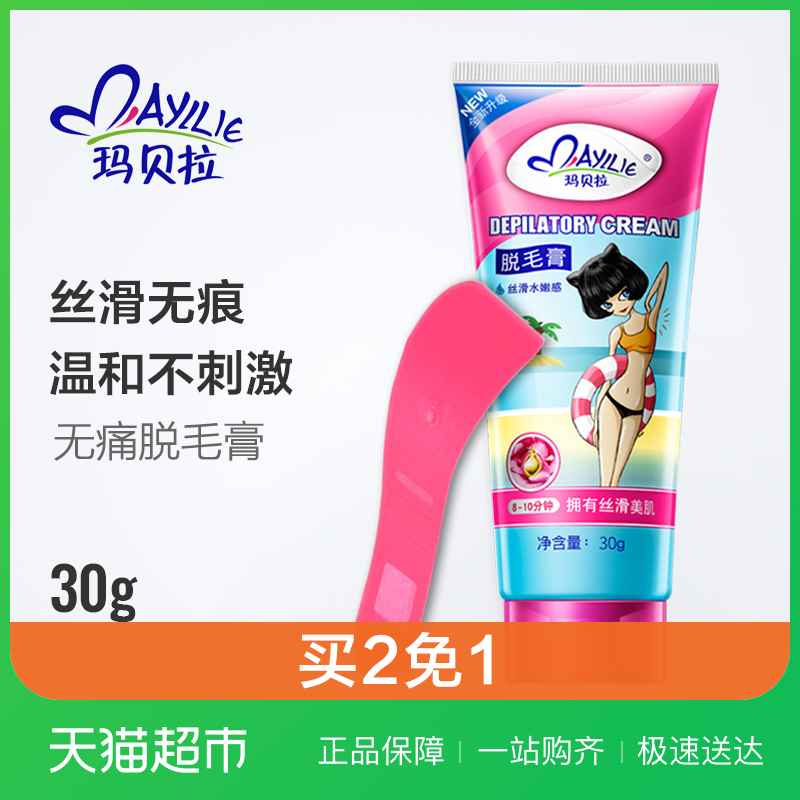 MAYLLIE
玛贝拉
丝滑无痕
温和不刺激
无痛脱毛膏
30g
NEW
全新升级
MAYLLIE®
玛贝拉
DEPILATORY CREAM
脱毛膏
丝滑水嫩感
8-10分钟 拥有丝滑美肌
净含量: 30g
买2免1
天猫超市 正品保障 | 一站购齐 | 极速送达